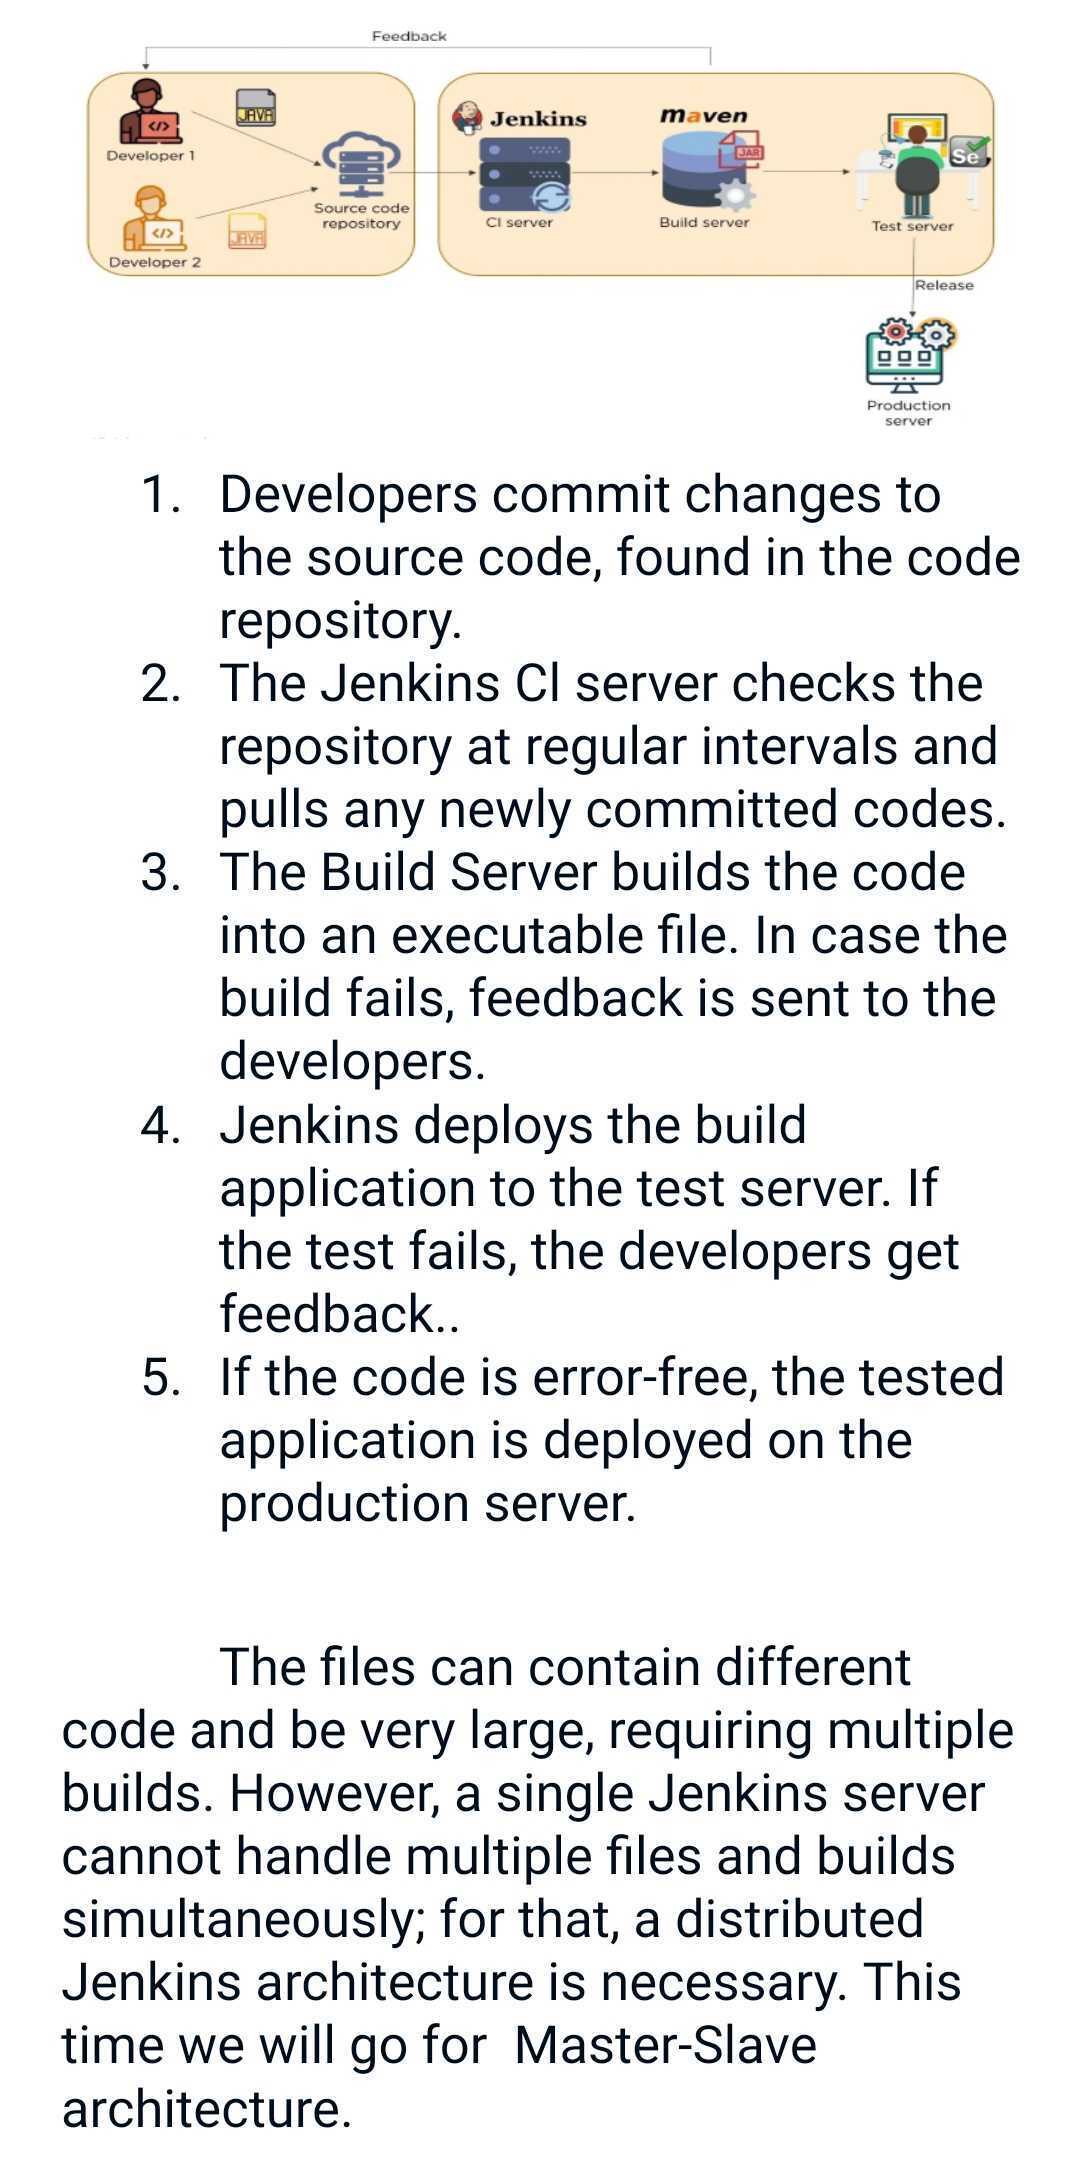 Feedback
JAVA
Jenkins
maven
JAR
Se
Developer 1
Source code
repository
CI server
Build server
Test server
JAVA
Developer 2
Release
Production
server
1. Developers commit changes to
the source code, found in the code
repository.
2. The Jenkins CI server checks the
repository at regular intervals and
pulls any newly committed codes.
3. The Build Server builds the code
into an executable file. In case the
build fails, feedback is sent to the
developers.
4. Jenkins deploys the build
application to the test server. If
the test fails, the developers get
feedback..
5. If the code is error-free, the tested
application is deployed on the
production server.
The files can contain different
code and be very large, requiring multiple
builds. However, a single Jenkins server
cannot handle multiple files and builds
simultaneously; for that, a distributed
Jenkins architecture is necessary. This
time we will go for  Master-Slave
architecture.